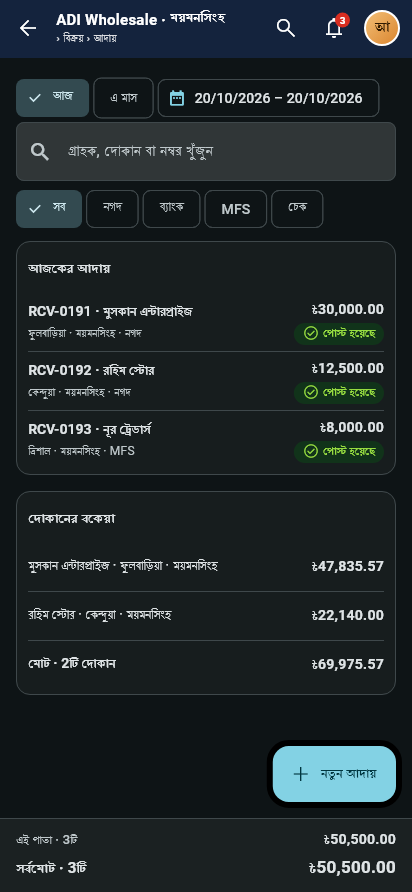 ADI Wholesale · ময়মনসিংহ
› বিক্রয় › আদায়
3
আ
আজ
এ মাস
20/10/2026 – 20/10/2026
গ্রাহক, দোকান বা নম্বর খুঁজুন
সব
নগদ
ব্যাংক
MFS
চেক
আজকের আদায়
RCV-0191 · মুসকান এন্টারপ্রাইজ
৳30,000.00
ফুলবাড়িয়া · ময়মনসিংহ · নগদ
পোস্ট হয়েছে
RCV-0192 · রহিম স্টোর
৳12,500.00
কেন্দুয়া · ময়মনসিংহ · নগদ
পোস্ট হয়েছে
RCV-0193 · নূর ট্রেডার্স
৳8,000.00
ত্রিশাল · ময়মনসিংহ · MFS
পোস্ট হয়েছে
দোকানের বকেয়া
মুসকান এন্টারপ্রাইজ · ফুলবাড়িয়া · ময়মনসিংহ
৳47,835.57
রহিম স্টোর · কেন্দুয়া · ময়মনসিংহ
৳22,140.00
মোট · 2টি দোকান
৳69,975.57
নতুন আদায়
এই পাতা · 3টি
৳50,500.00
সর্বমোট · 3টি
৳50,500.00